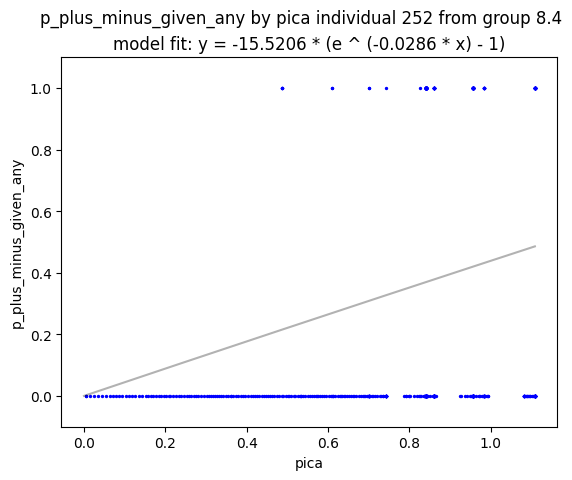 p_plus_minus_given_any by pica individual 252 from group 8.4
model fit: y = -15.5206 * (e ^ (-0.0286 * x) - 1)
1.0
0.8
0.6
0.4
0.2
0.0
p_plus_minus_given_any
0.0 0.2 0.4 0.6 0.8 1.0
pica